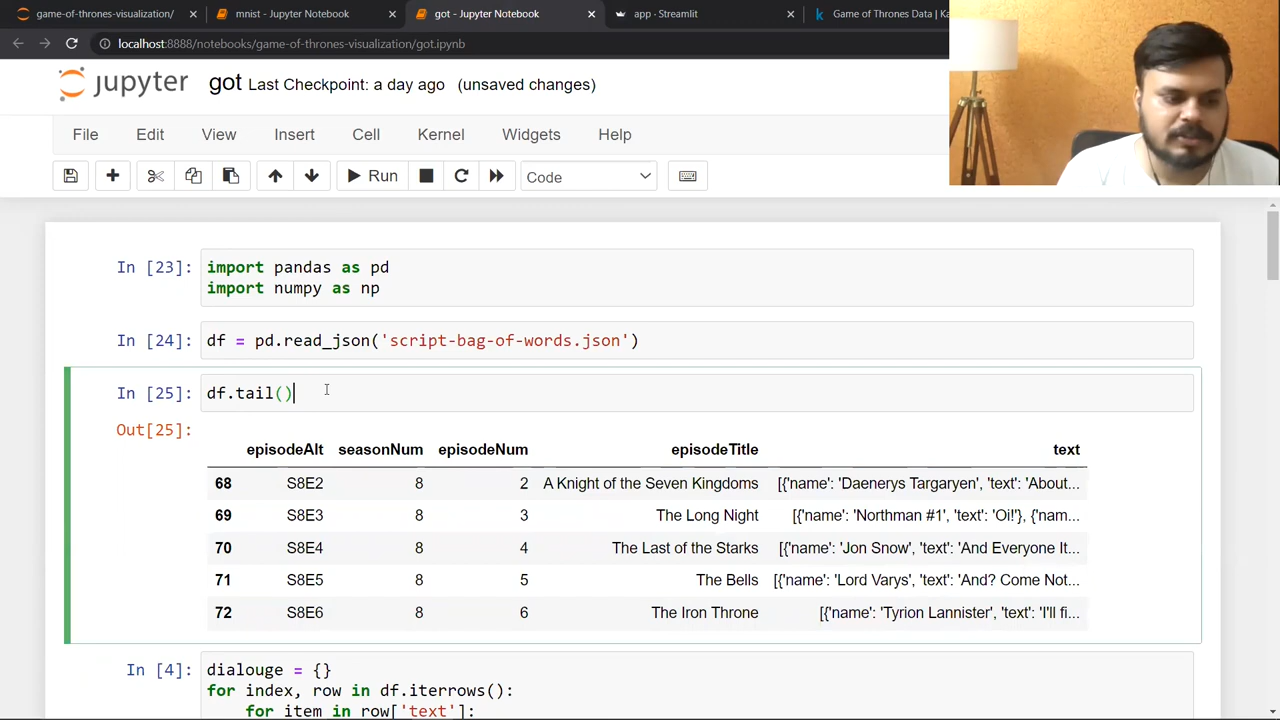 game-of-thrones-visualization/
mnist - Jupyter Notebook
got - Jupyter Notebook
app · Streamlit
Game of Thrones Data | Ka
localhost:8888/notebooks/game-of-thrones-visualization/got.ipynb
jupyter got Last Checkpoint: a day ago (unsaved changes)
File Edit View Insert Cell Kernel Widgets Help
Run Code
In [23]: import pandas as pd
import numpy as np
In [24]: df = pd.read_json('script-bag-of-words.json')
In [25]: df.tail()
Out[25]:
episodeAlt seasonNum episodeNum episodeTitle text
68 S8E2 8 2 A Knight of the Seven Kingdoms [{'name': 'Daenerys Targaryen', 'text': 'About...
69 S8E3 8 3 The Long Night [{'name': 'Northman #1', 'text': 'Oi!'}, {'nam...
70 S8E4 8 4 The Last of the Starks [{'name': 'Jon Snow', 'text': 'And Everyone It...
71 S8E5 8 5 The Bells [{'name': 'Lord Varys', 'text': 'And? Come Not...
72 S8E6 8 6 The Iron Throne [{'name': 'Tyrion Lannister', 'text': 'I'll fi...
In [4]: dialouge = {}
for index, row in df.iterrows():
for item in row['text']: